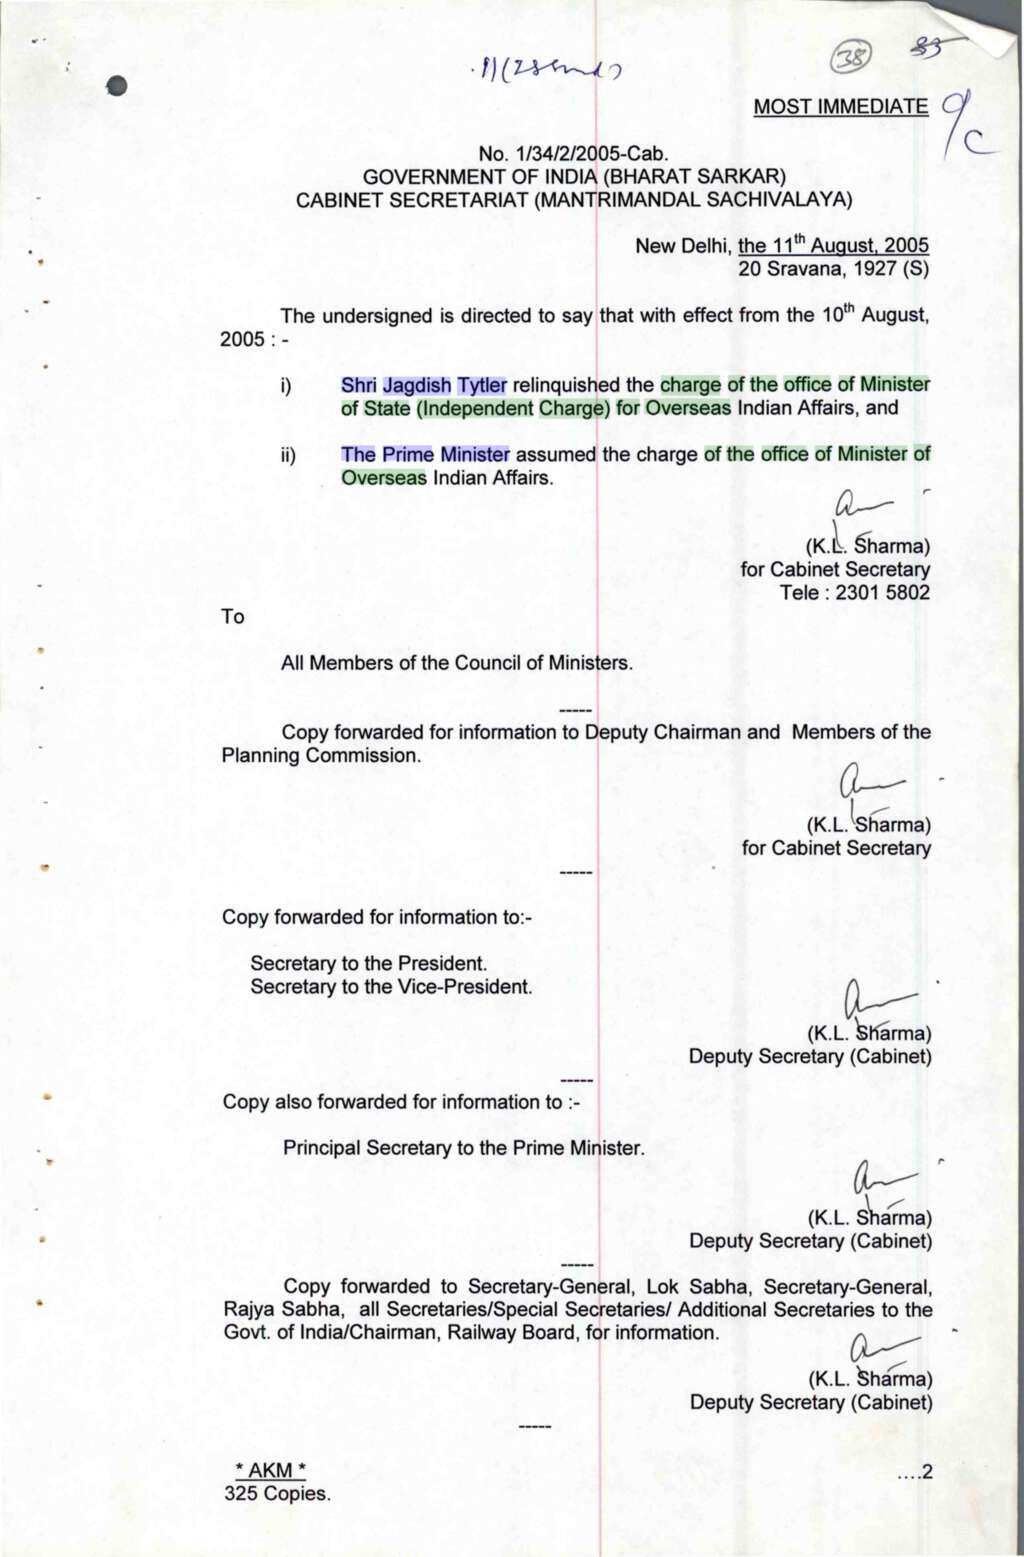 38 35
MOST IMMEDIATE
No. 1/34/2/2005-Cab.
GOVERNMENT OF INDIA (BHARAT SARKAR)
CABINET SECRETARIAT (MANTRIMANDAL SACHIVALAYA)
New Delhi, the 11th August, 2005
20 Sravana, 1927 (S)
The undersigned is directed to say that with effect from the 10th August,
2005 : -
i) Shri Jagdish Tytler relinquished the charge of the office of Minister
of State (Independent Charge) for Overseas Indian Affairs, and
ii) The Prime Minister assumed the charge of the office of Minister of
Overseas Indian Affairs.
(K.L. Sharma)
for Cabinet Secretary
Tele : 2301 5802
To
All Members of the Council of Ministers.
-----
Copy forwarded for information to Deputy Chairman and Members of the
Planning Commission.
(K.L. Sharma)
for Cabinet Secretary
-----
Copy forwarded for information to:-
Secretary to the President.
Secretary to the Vice-President.
(K.L. Sharma)
Deputy Secretary (Cabinet)
-----
Copy also forwarded for information to :-
Principal Secretary to the Prime Minister.
(K.L. Sharma)
Deputy Secretary (Cabinet)
-----
Copy forwarded to Secretary-General, Lok Sabha, Secretary-General,
Rajya Sabha, all Secretaries/Special Secretaries/ Additional Secretaries to the
Govt. of India/Chairman, Railway Board, for information.
(K.L. Sharma)
Deputy Secretary (Cabinet)
-----
* AKM *
325 Copies.
....2